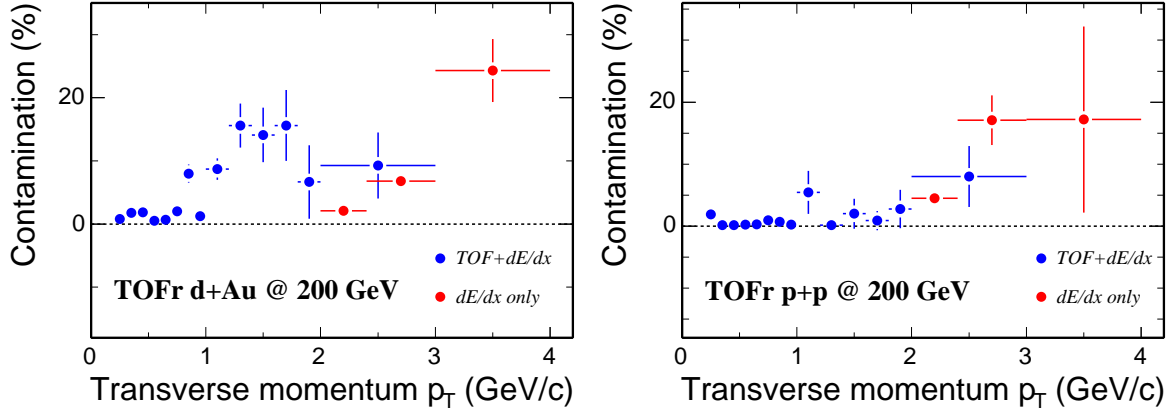 Contamination (%)
20
0
TOF+dE/dx
dE/dx only
TOFr d+Au @ 200 GeV
0 1 2 3 4
Transverse momentum p_T (GeV/c)
Contamination (%)
20
0
TOF+dE/dx
dE/dx only
TOFr p+p @ 200 GeV
0 1 2 3 4
Transverse momentum p_T (GeV/c)